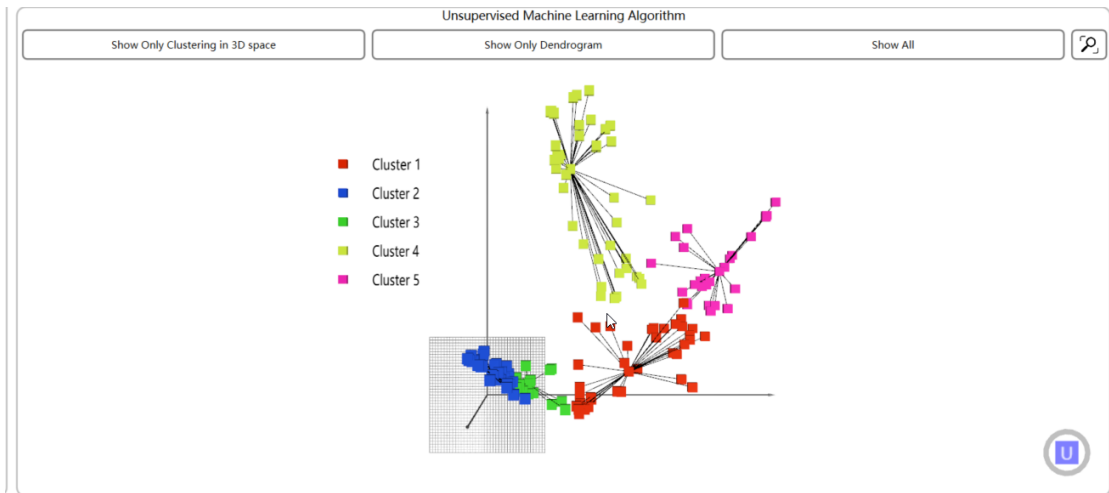 Unsupervised Machine Learning Algorithm
Show Only Clustering in 3D space
Show Only Dendrogram
Show All
Cluster 1
Cluster 2
Cluster 3
Cluster 4
Cluster 5
U